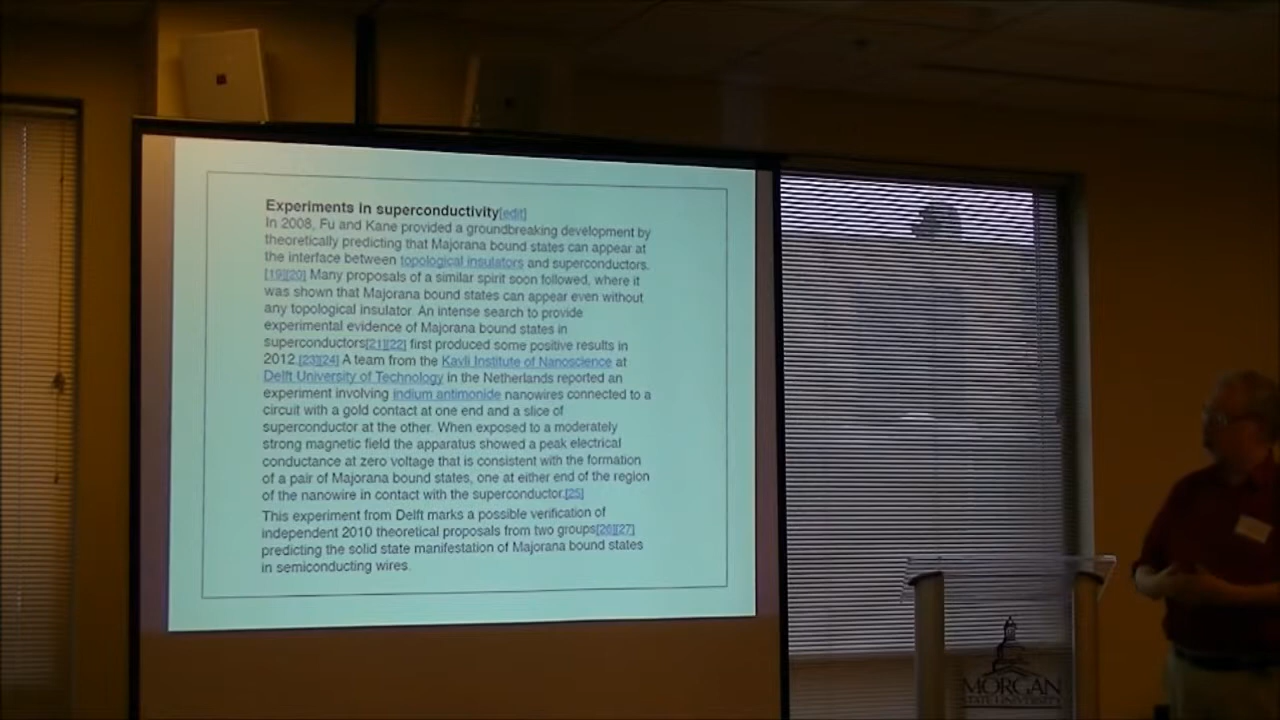 Experiments in superconductivity[edit]
In 2008, Fu and Kane provided a groundbreaking development by
theoretically predicting that Majorana bound states can appear at
the interface between topological insulators and superconductors.
[19][20] Many proposals of a similar spirit soon followed, where it
was shown that Majorana bound states can appear even without
any topological insulator. An intense search to provide
experimental evidence of Majorana bound states in
superconductors[21][22] first produced some positive results in
2012.[23][24] A team from the Kavli Institute of Nanoscience at
Delft University of Technology in the Netherlands reported an
experiment involving indium antimonide nanowires connected to a
circuit with a gold contact at one end and a slice of
superconductor at the other. When exposed to a moderately
strong magnetic field the apparatus showed a peak electrical
conductance at zero voltage that is consistent with the formation
of a pair of Majorana bound states, one at either end of the region
of the nanowire in contact with the superconductor.[25]
This experiment from Delft marks a possible verification of
independent 2010 theoretical proposals from two groups[26][27]
predicting the solid state manifestation of Majorana bound states
in semiconducting wires.
MORGAN
STATE UNIVERSITY